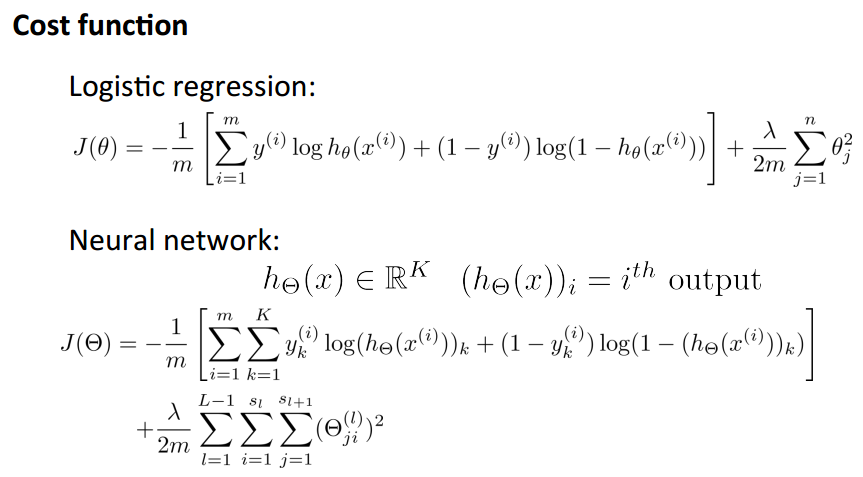 Cost function
Logistic regression:
$J(\theta) = -\frac{1}{m} \left[ \sum_{i=1}^{m} y^{(i)} \log h_\theta(x^{(i)}) + (1 - y^{(i)}) \log(1 - h_\theta(x^{(i)})) \right] + \frac{\lambda}{2m} \sum_{j=1}^{n} \theta_j^2$
Neural network:
$h_\Theta(x) \in \mathbb{R}^K \quad (h_\Theta(x))_i = i^{th} \text{ output}$
$J(\Theta) = -\frac{1}{m} \left[ \sum_{i=1}^{m} \sum_{k=1}^{K} y_k^{(i)} \log(h_\Theta(x^{(i)}))_k + (1 - y_k^{(i)}) \log(1 - (h_\Theta(x^{(i)}))_k) \right]$
$+ \frac{\lambda}{2m} \sum_{l=1}^{L-1} \sum_{i=1}^{s_l} \sum_{j=1}^{s_{l+1}} (\Theta_{ji}^{(l)})^2$